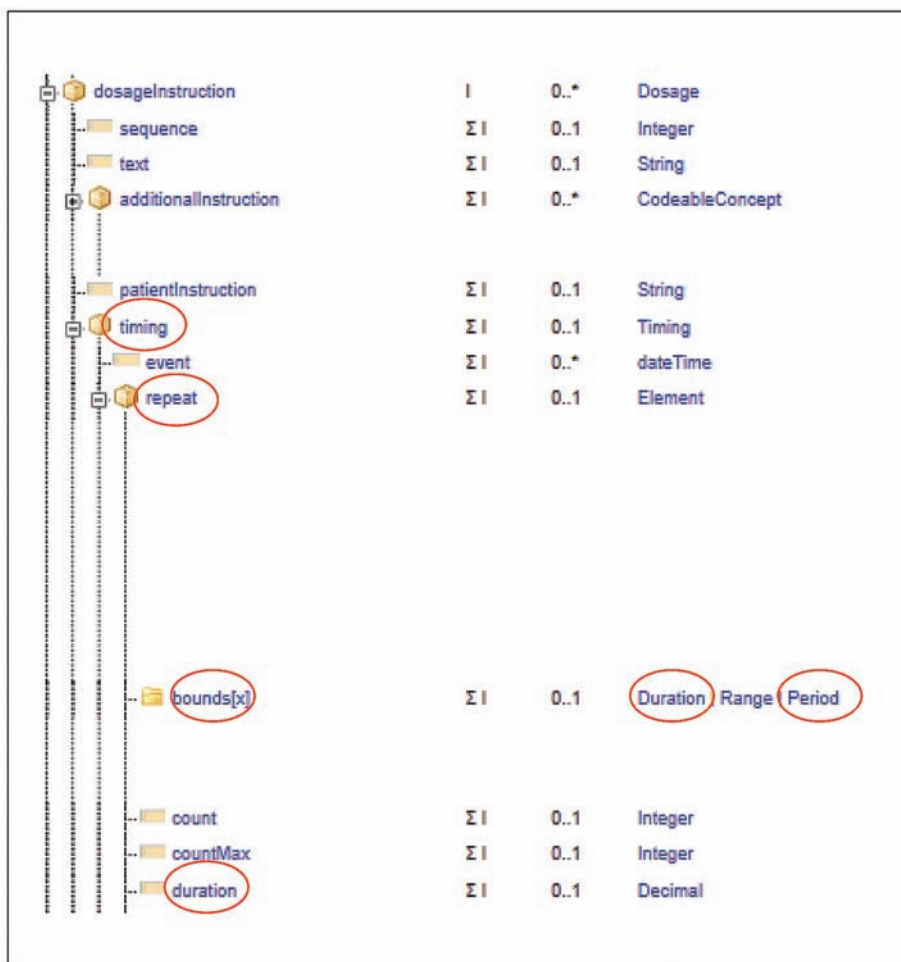 dosageInstruction I 0..* Dosage
sequence Σ I 0..1 Integer
text Σ I 0..1 String
additionalInstruction Σ I 0..* CodeableConcept
patientInstruction Σ I 0..1 String
timing Σ I 0..1 Timing
event Σ I 0..* dateTime
repeat Σ I 0..1 Element
bounds[x] Σ I 0..1 Duration | Range | Period
count Σ I 0..1 Integer
countMax Σ I 0..1 Integer
duration Σ I 0..1 Decimal